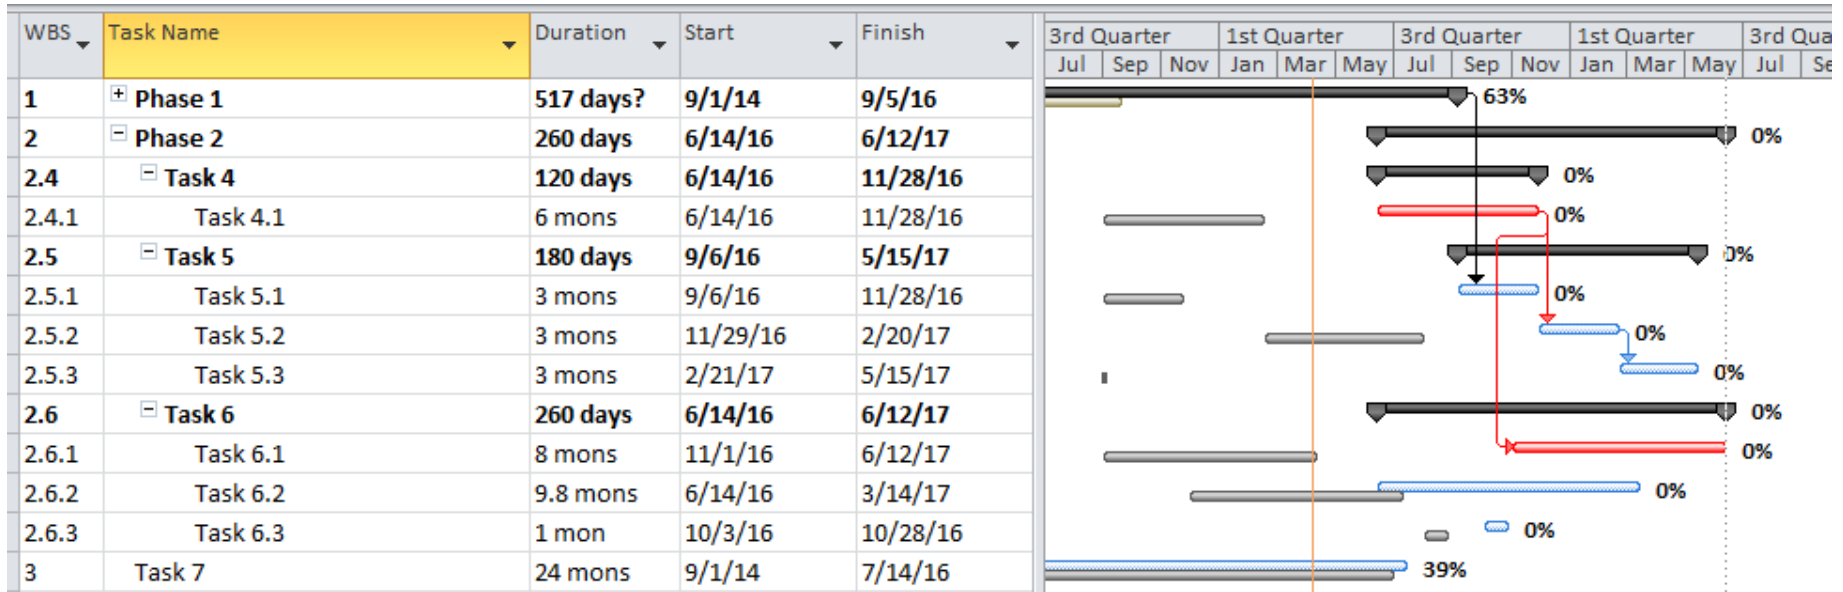 WBS Task Name Duration Start Finish
3rd Quarter 1st Quarter 3rd Quarter 1st Quarter 3rd Qua
Jul Sep Nov Jan Mar May Jul Sep Nov Jan Mar May Jul Se
1 Phase 1 517 days? 9/1/14 9/5/16 63%
2 Phase 2 260 days 6/14/16 6/12/17 0%
2.4 Task 4 120 days 6/14/16 11/28/16 0%
2.4.1 Task 4.1 6 mons 6/14/16 11/28/16 0%
2.5 Task 5 180 days 9/6/16 5/15/17 0%
2.5.1 Task 5.1 3 mons 9/6/16 11/28/16 0%
2.5.2 Task 5.2 3 mons 11/29/16 2/20/17 0%
2.5.3 Task 5.3 3 mons 2/21/17 5/15/17 0%
2.6 Task 6 260 days 6/14/16 6/12/17 0%
2.6.1 Task 6.1 8 mons 11/1/16 6/12/17 0%
2.6.2 Task 6.2 9.8 mons 6/14/16 3/14/17 0%
2.6.3 Task 6.3 1 mon 10/3/16 10/28/16 0%
3 Task 7 24 mons 9/1/14 7/14/16 39%